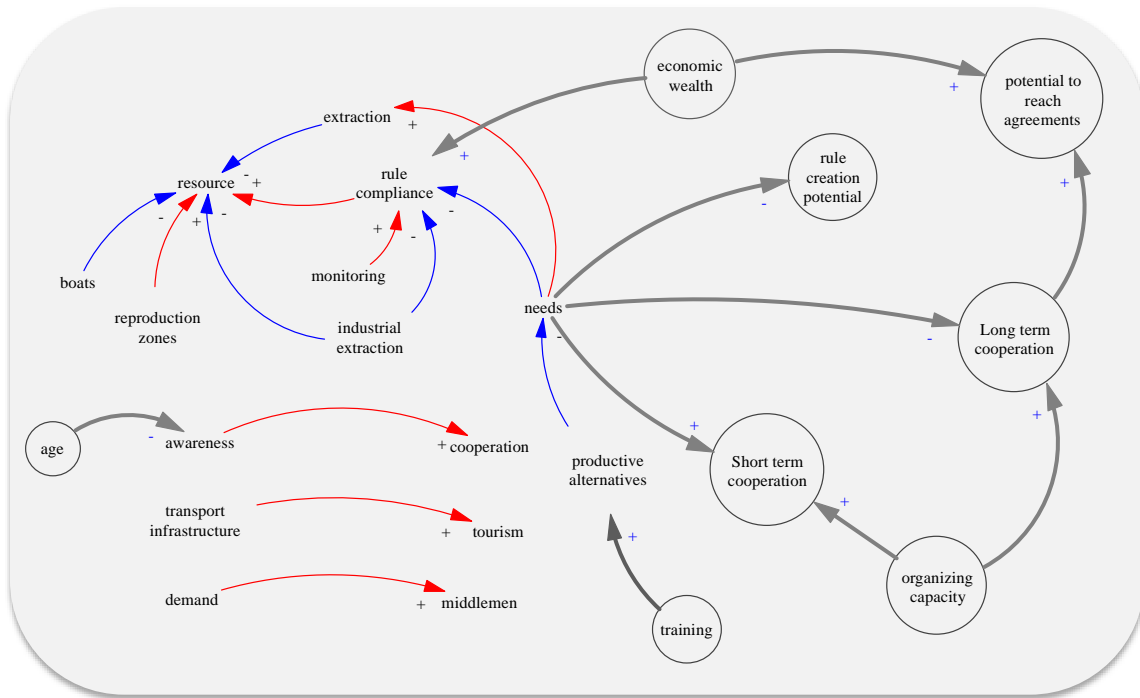 economic
wealth
+
+
potential to
reach
agreements
extraction
+
-
resource
+
rule
compliance
rule
creation
potential
-
+
-
+
-
-
+
-
boats
monitoring
reproduction
zones
industrial
extraction
needs
-
-
Long term
cooperation
+
age
-
awareness
+
cooperation
+
Short term
cooperation
productive
alternatives
transport
infrastructure
+
tourism
+
+
demand
+
middlemen
organizing
capacity
training